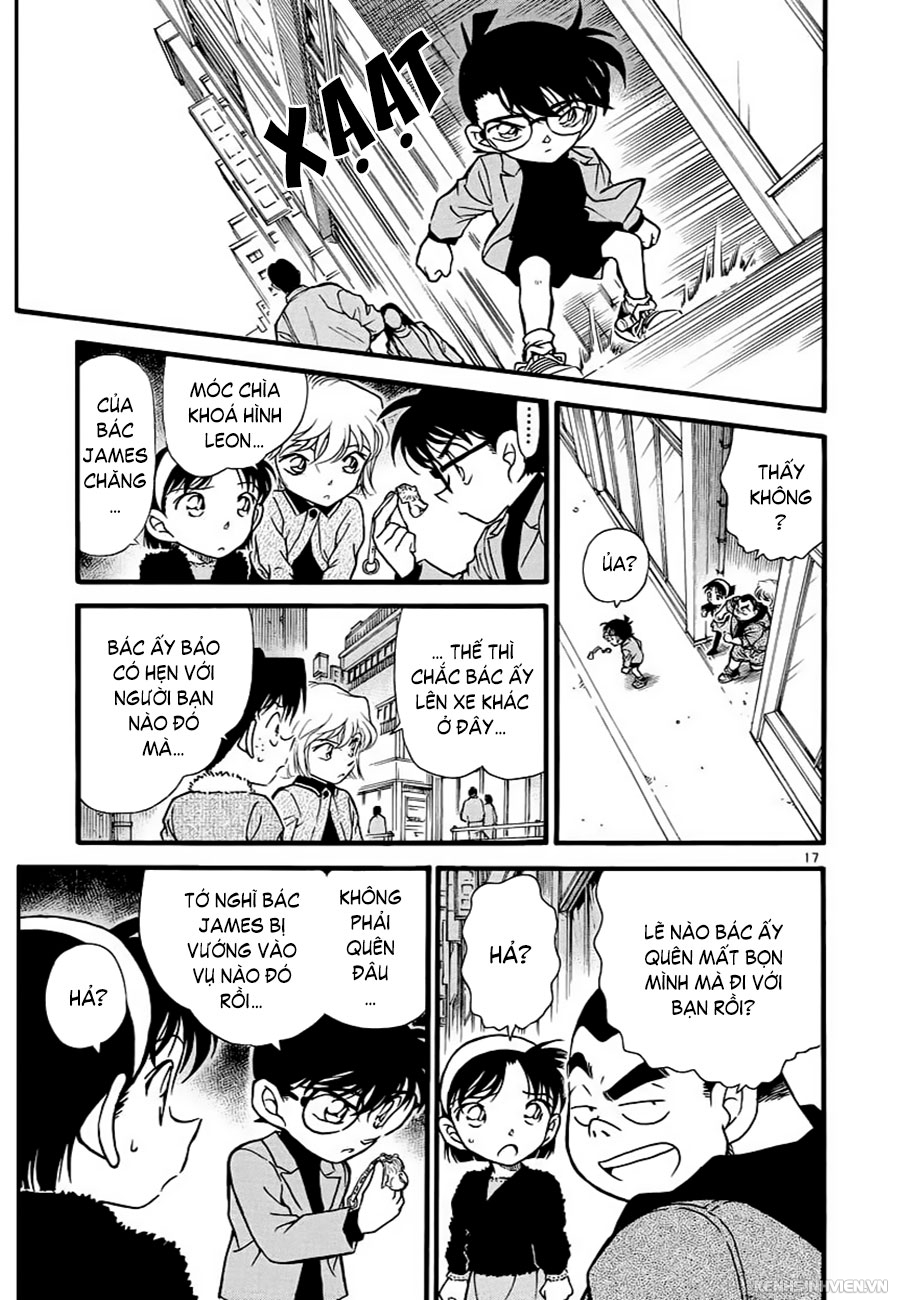 XẠẠT
THẤY
KHÔNG
?
ỦA?
MÓC CHÌA
KHOÁ HÌNH
LEON...
CỦA
BÁC
JAMES
CHĂNG
...
......
... THẾ THÌ
CHẮC BÁC ẤY
LÊN XE KHÁC
Ở ĐÂY...
BÁC ẤY BẢO
CÓ HẸN VỚI
NGƯỜI BẠN
NÀO ĐÓ
MÀ...
17
LẼ NÀO BÁC ẤY
QUÊN MẤT BỌN
MÌNH MÀ ĐI VỚI
BẠN RỒI?
HẢ?
KHÔNG
PHẢI
QUÊN
ĐÂU
...
TỚ NGHĨ BÁC
JAMES BỊ
VƯỚNG VÀO
VỤ NÀO ĐÓ
RỒI...
HẢ?
KENHSINHVIEN.VN